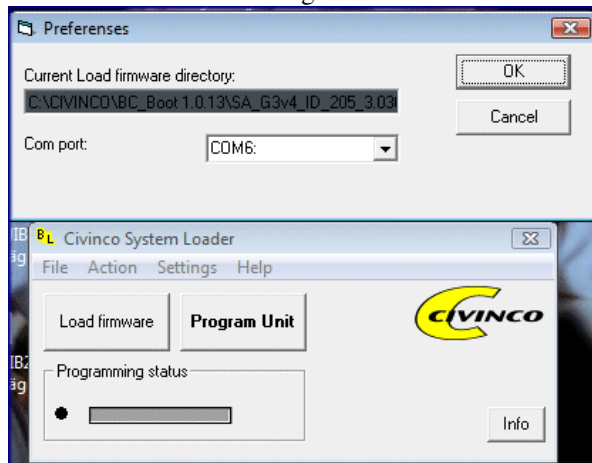 Preferenses
Current Load firmware directory:
C:\CIVINCO\BC_Boot 1.0.13\SA_G3v4_ID_205_3.03
OK
Cancel
Com port:
COM6:
BL Civinco System Loader
File Action Settings Help
Load firmware
Program Unit
CIVINCO
Programming status
Info